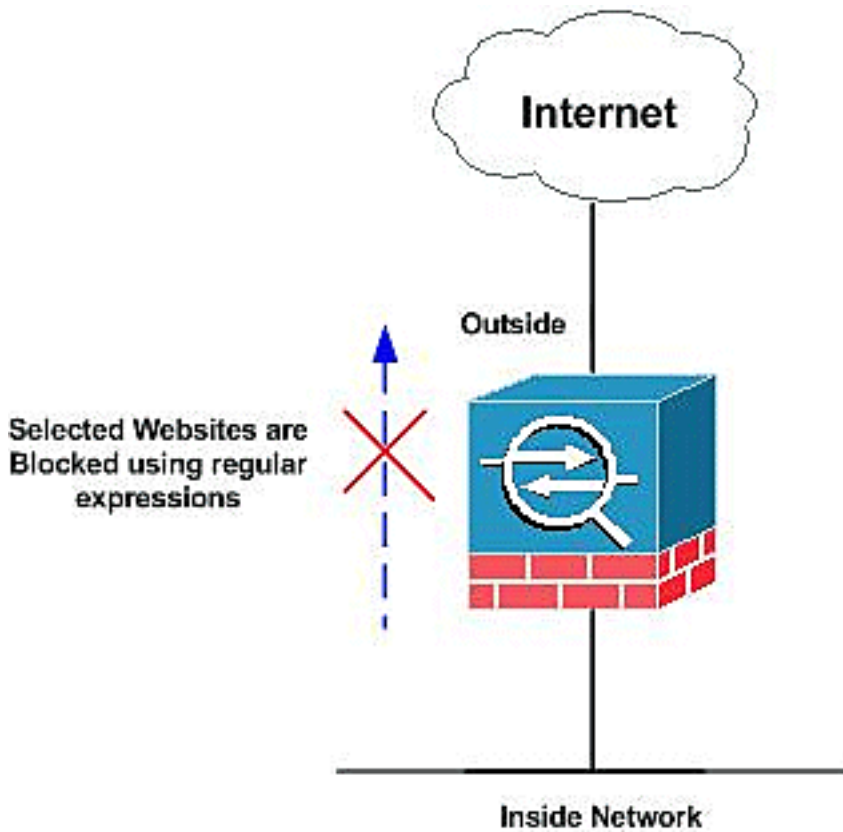 Internet
Outside
Selected Websites are
Blocked using regular
expressions
Inside Network